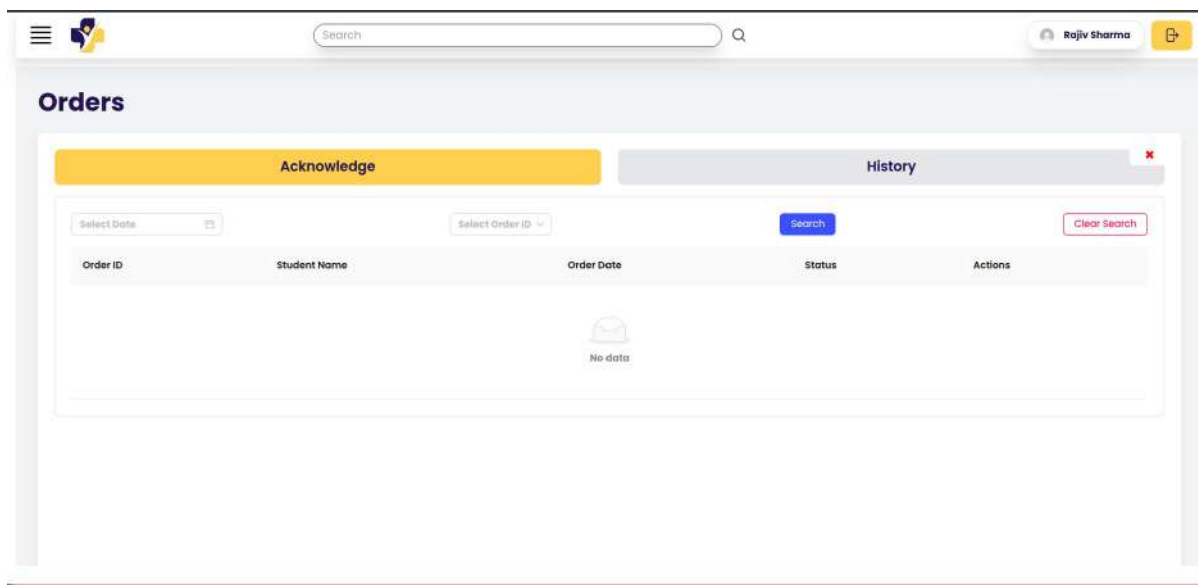 Search
Rajiv Sharma
Orders
Acknowledge
History
Select Date
Select Order ID
Search
Clear Search
Order ID Student Name Order Date Status Actions
No data